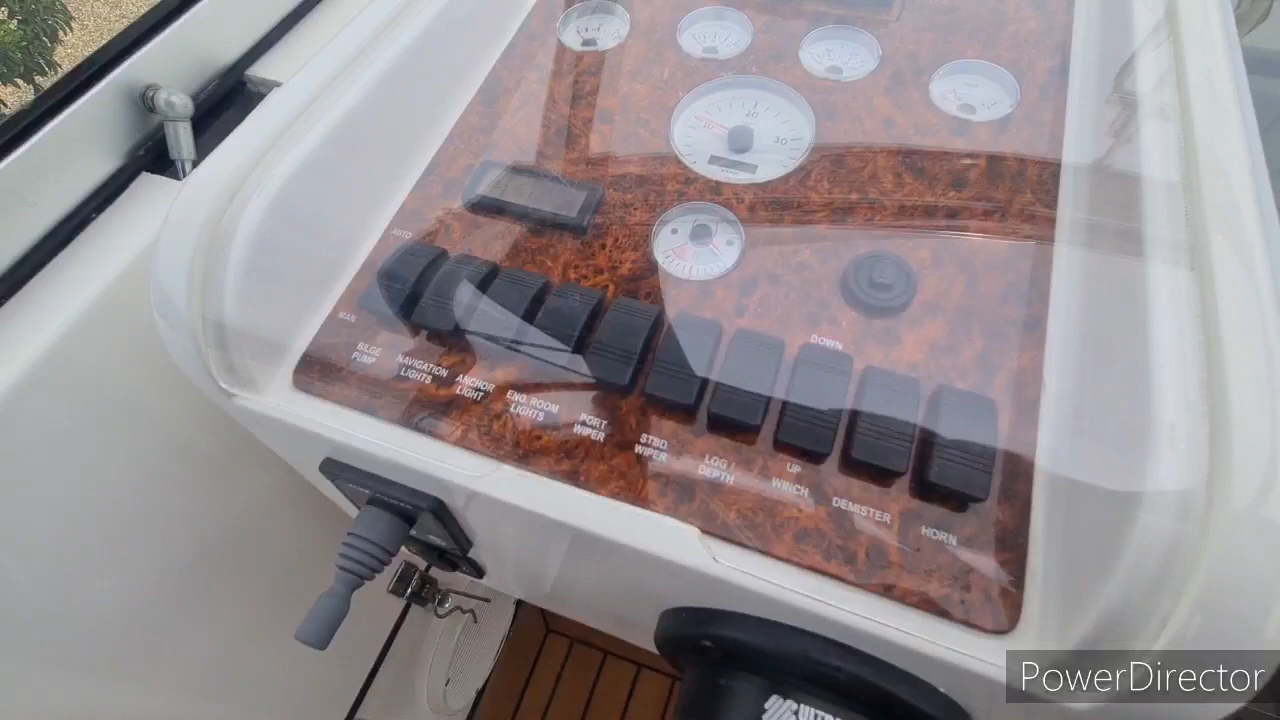 20
10
30
AUTO
MAN
BILGE
PUMP
NAVIGATION
LIGHTS
ANCHOR
LIGHT
ENG. ROOM
LIGHTS
PORT
WIPER
STBD
WIPER
LOG /
DEPTH
DOWN
UP
WINCH
DEMISTER
HORN
PowerDirector